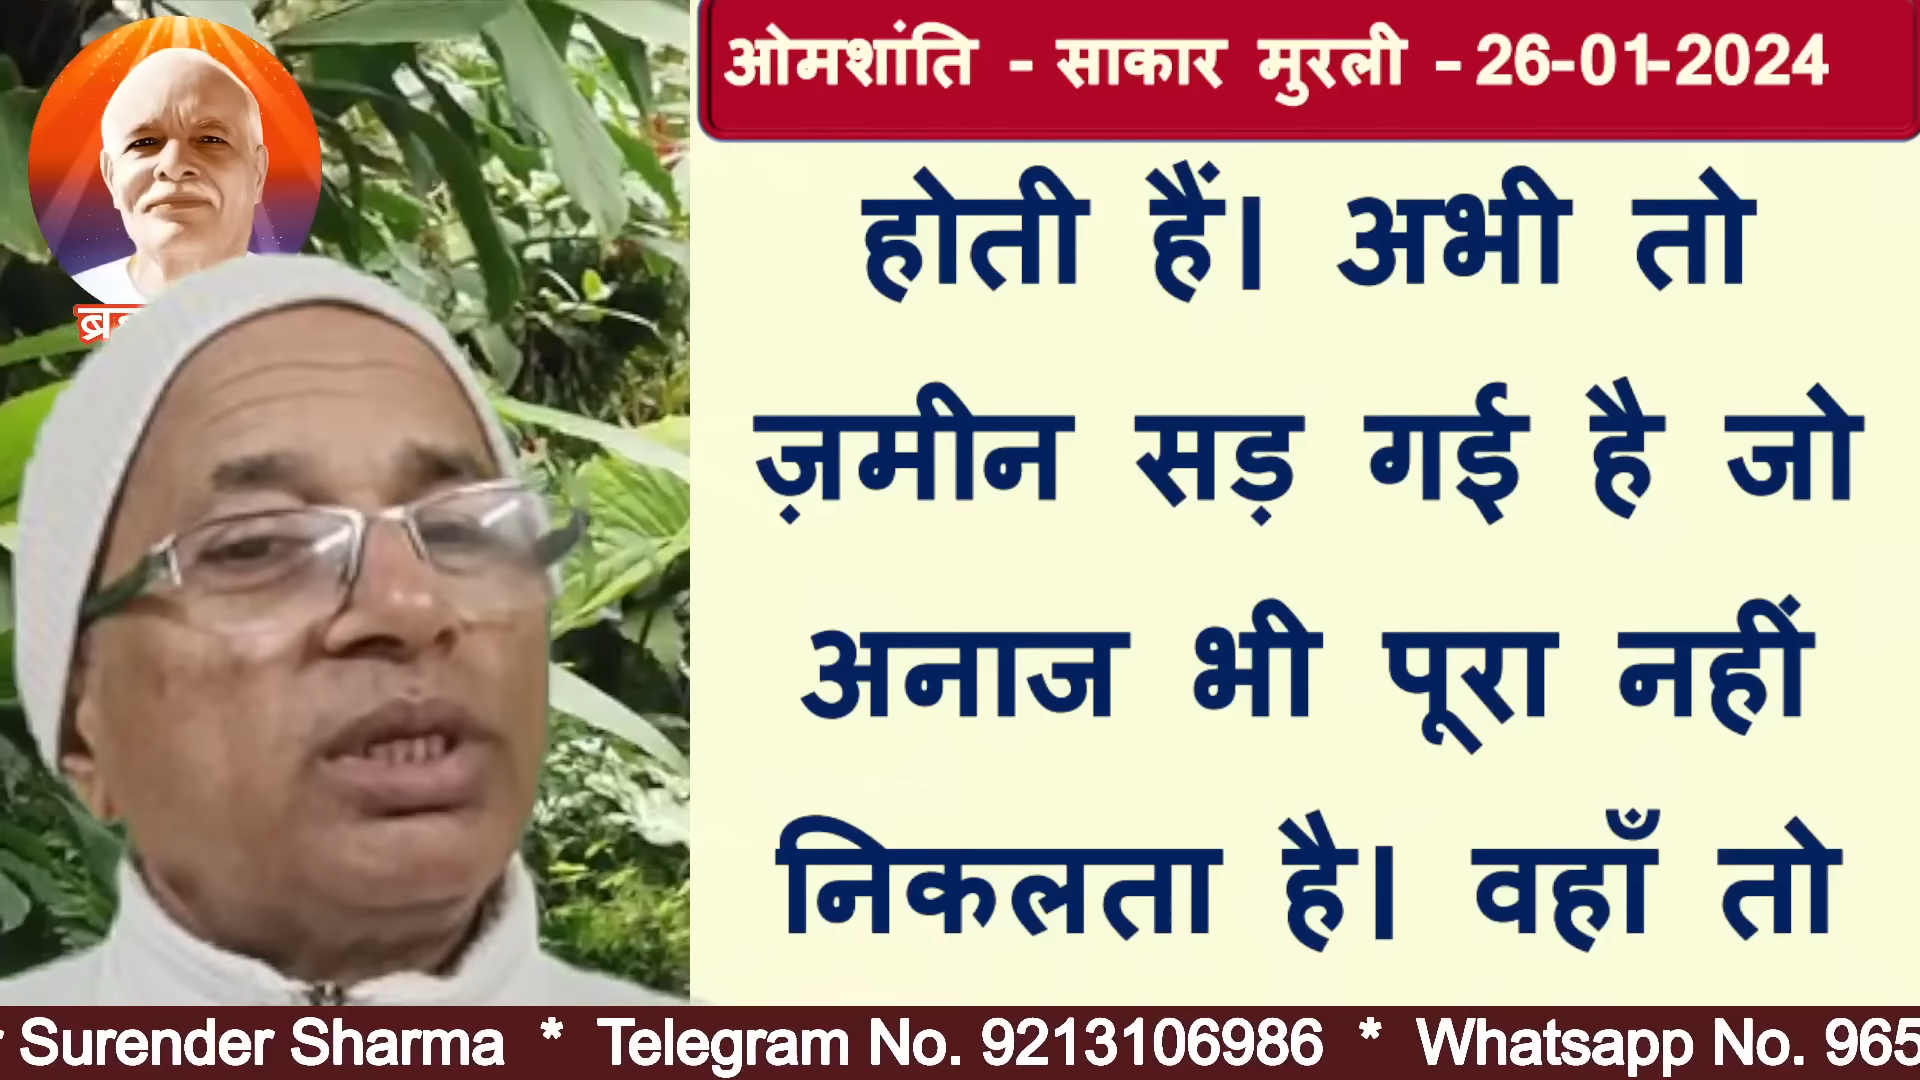 ओमशांति - साकार मुरली - 26-01-2024
होती हैं। अभी तो
ज़मीन सड़ गई है जो
अनाज भी पूरा नहीं
निकलता है। वहाँ तो
Surender Sharma * Telegram No. 9213106986 * Whatsapp No. 965